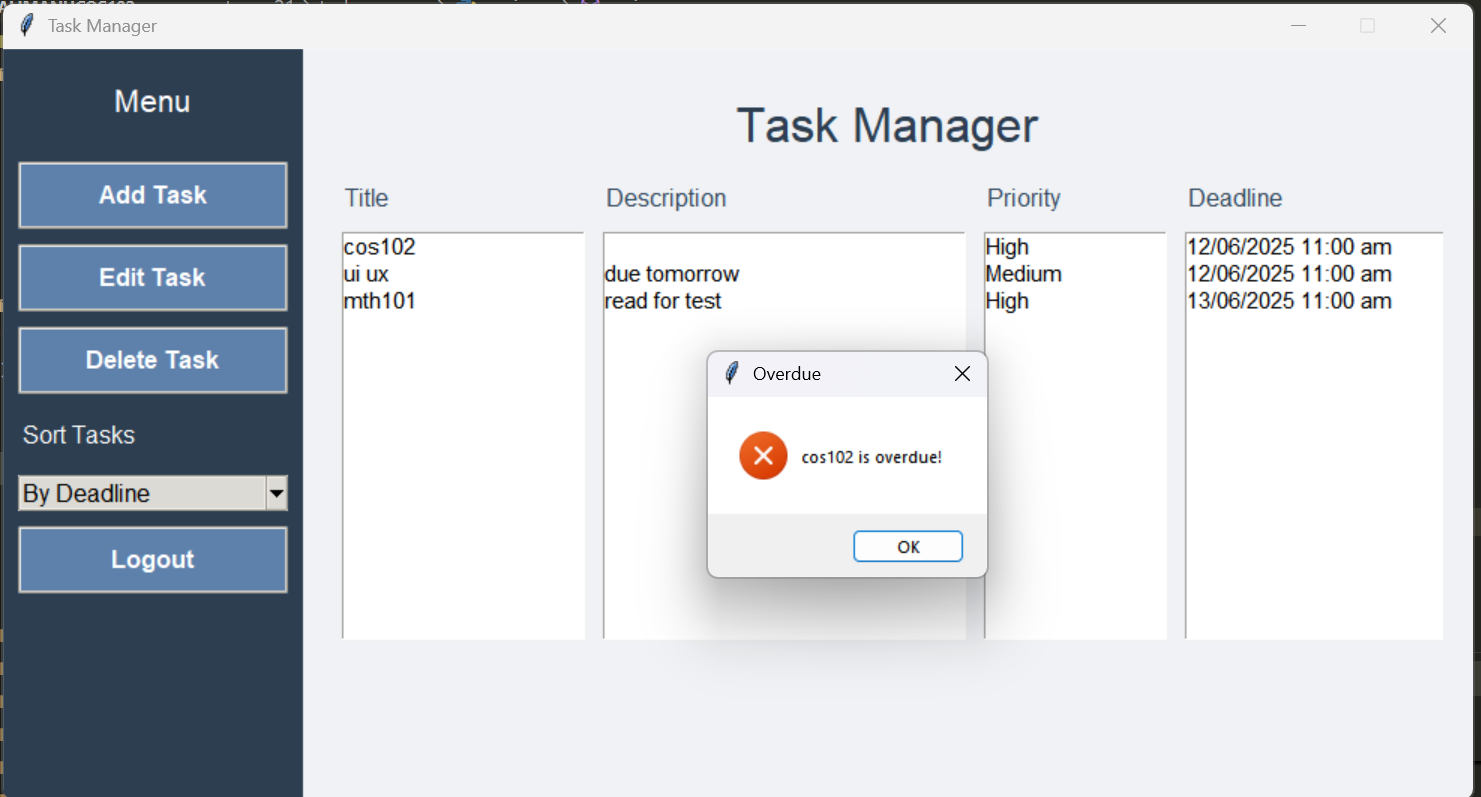 Task Manager
Menu
Add Task
Edit Task
Delete Task
Sort Tasks
By Deadline
Logout
Task Manager
Title Description Priority Deadline
cos102 High 12/06/2025 11:00 am
ui ux due tomorrow Medium 12/06/2025 11:00 am
mth101 read for test High 13/06/2025 11:00 am
Overdue
cos102 is overdue!
OK